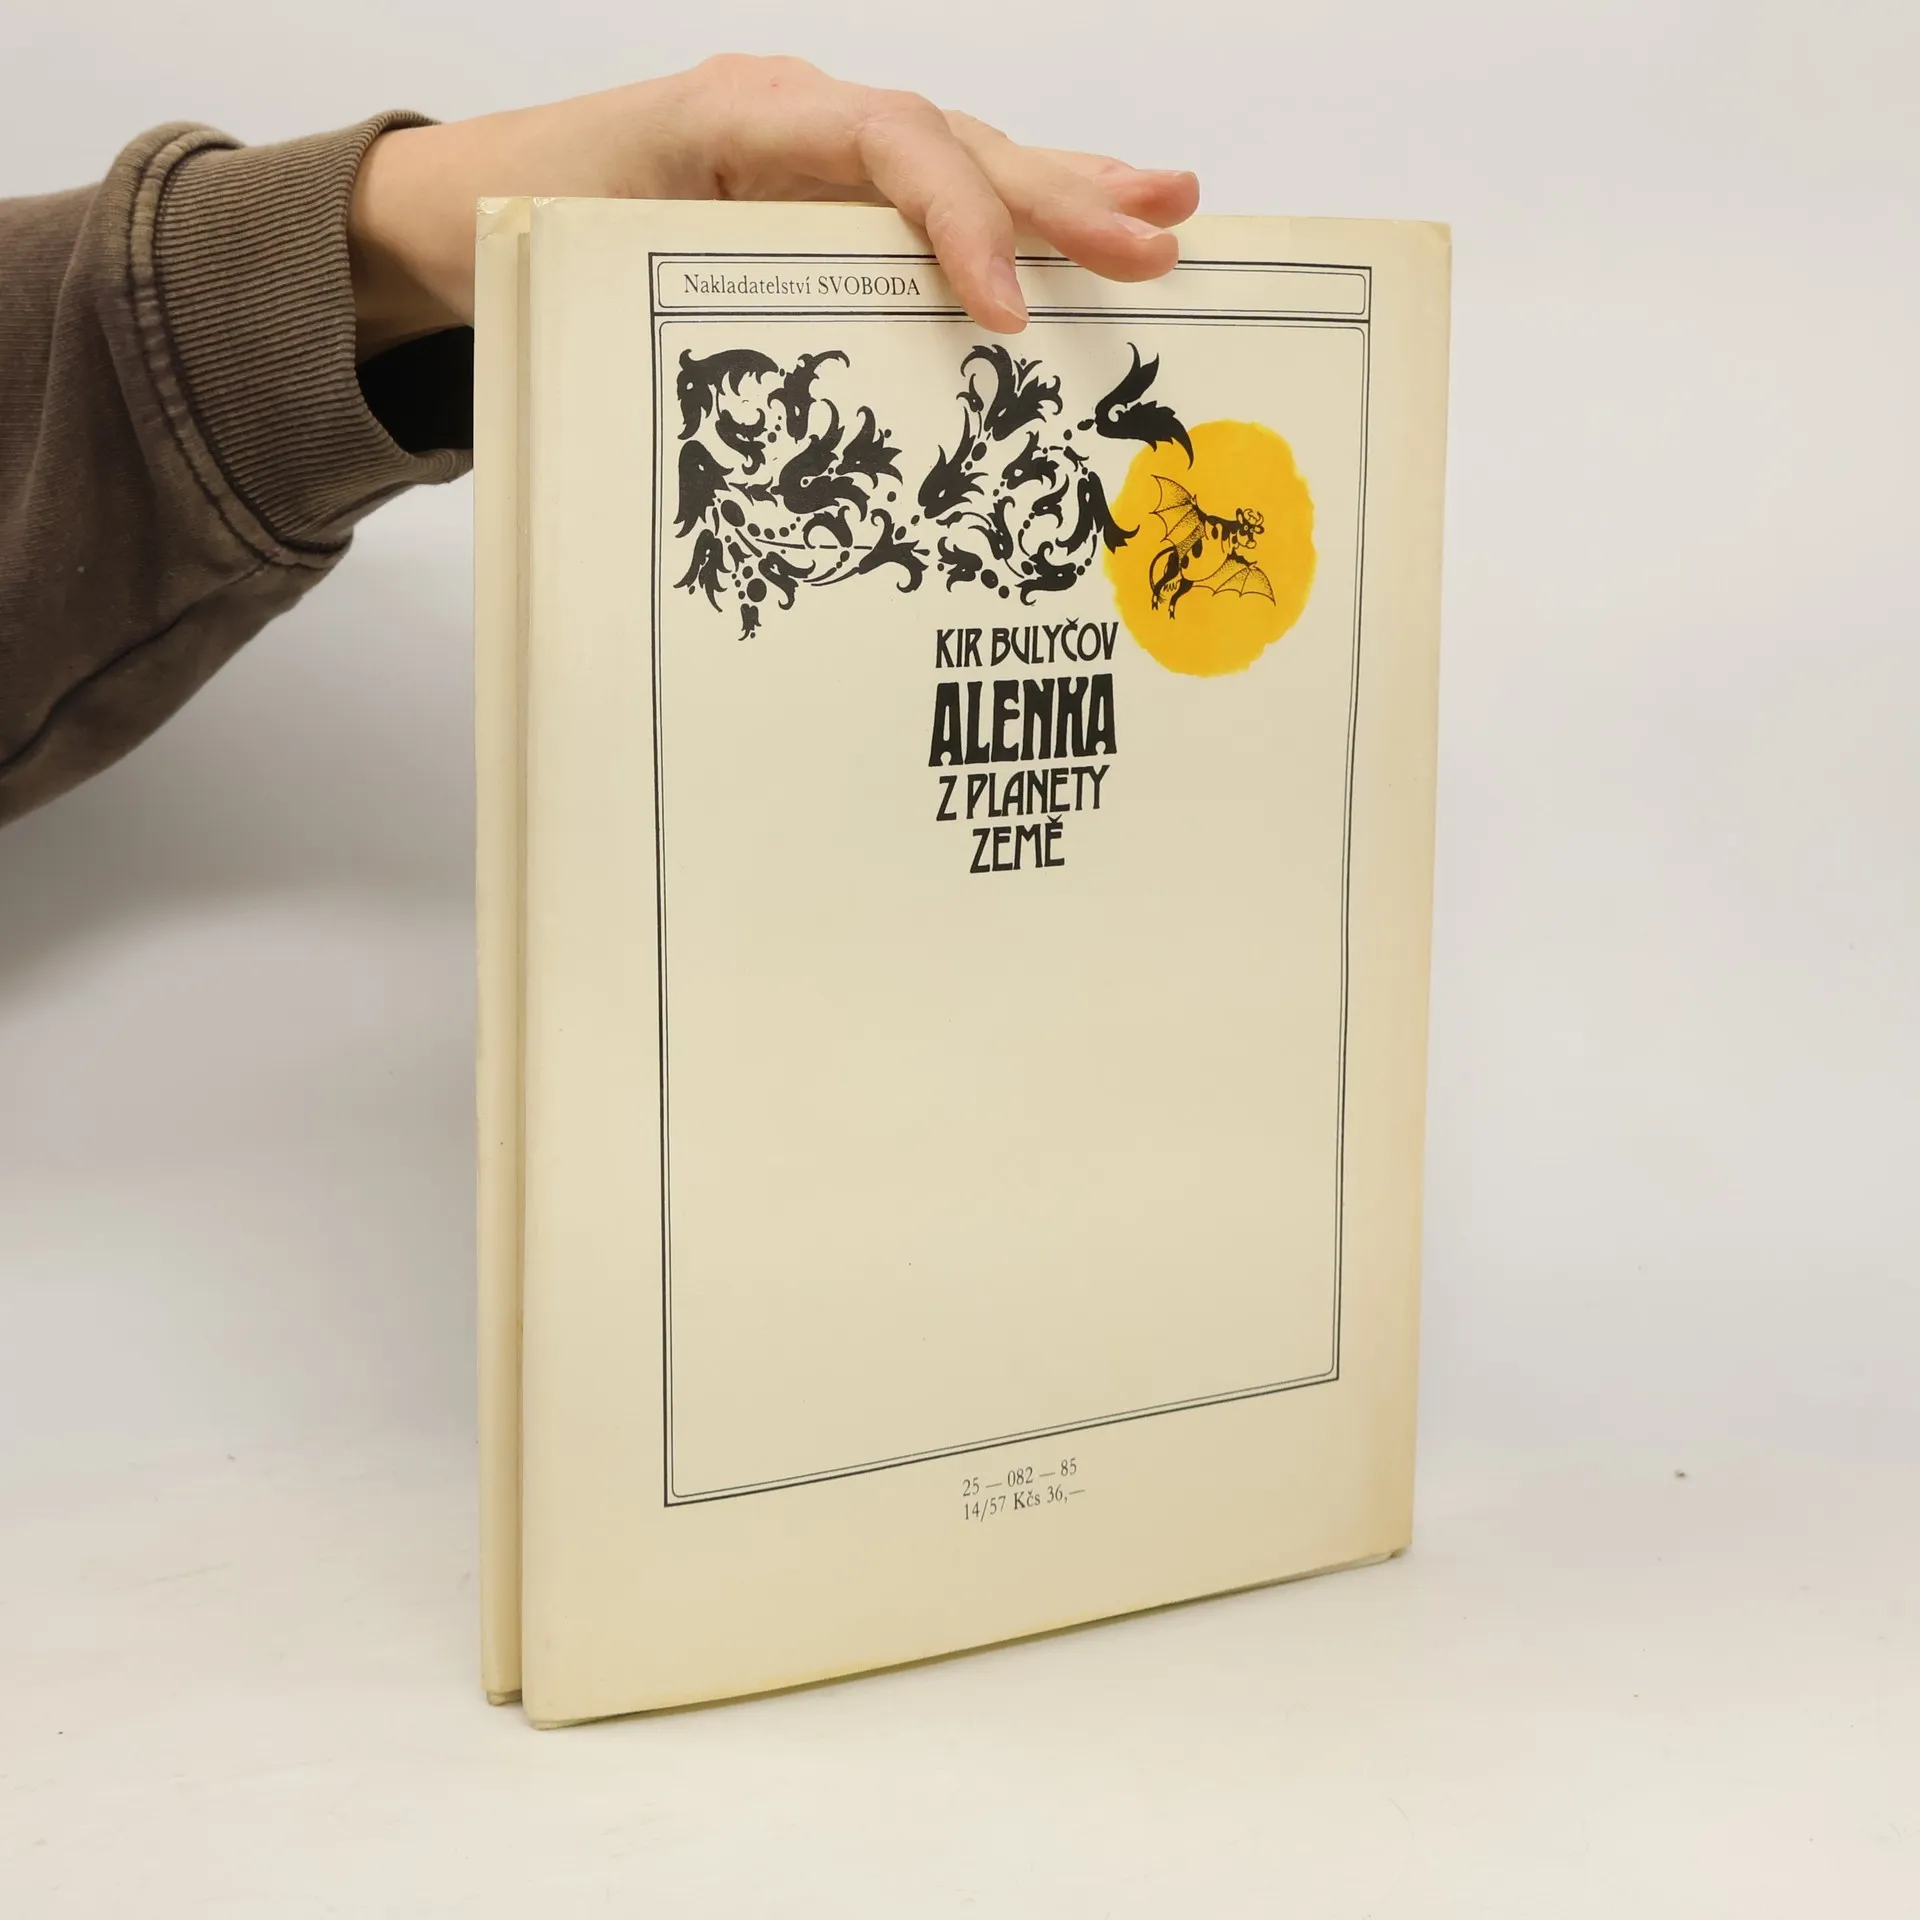 Nakladatelství SVOBODA
KIR BULYČOV
ALENKA
Z PLANETY
ZEMĚ
25 — 082 — 85
14/57 Kčs 36,—